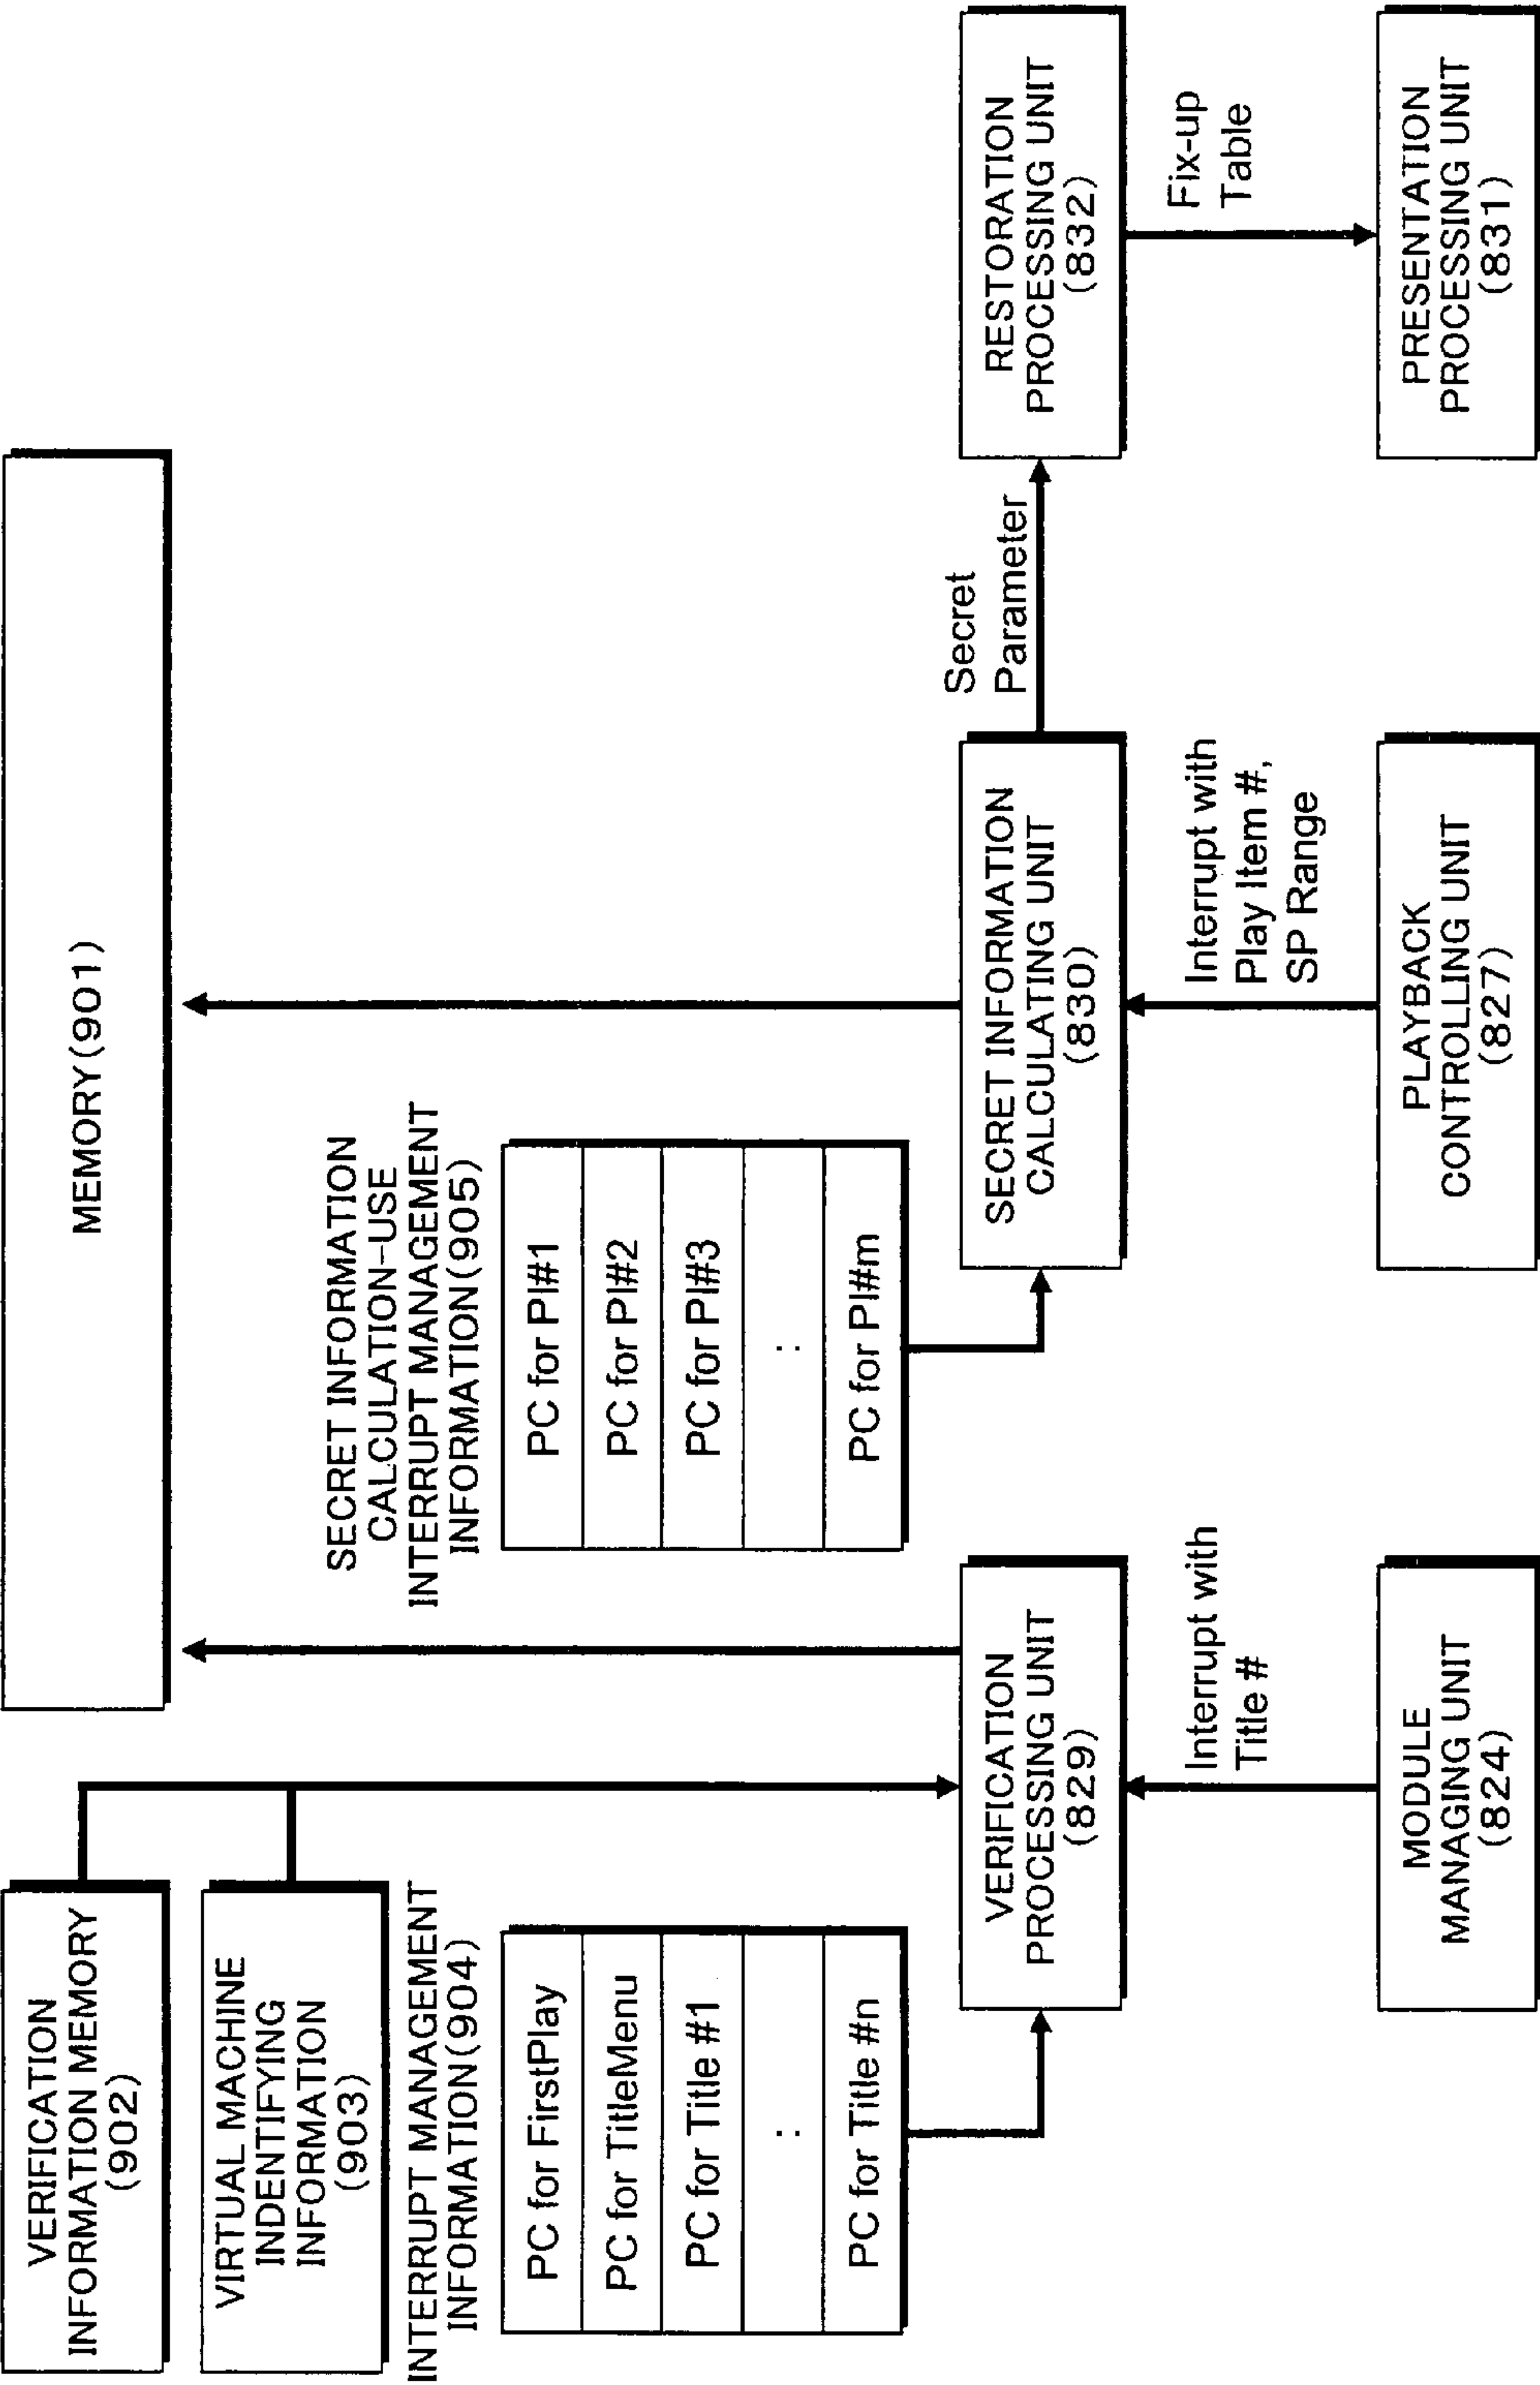 VERIFICATION
INFORMATION MEMORY
(902)
VIRTUAL MACHINE
INDENTIFYING
INFORMATION
(903)
MEMORY(901)
INTERRUPT MANAGEMENT
INFORMATION(904)
PC for FirstPlay
PC for TitleMenu
PC for Title #1
:
PC for Title #n
SECRET INFORMATION
CALCULATION-USE
INTERRUPT MANAGEMENT
INFORMATION(905)
PC for PI#1
PC for PI#2
PC for PI#3
:
PC for PI#m
VERIFICATION
PROCESSING UNIT
(829)
SECRET INFORMATION
CALCULATING UNIT
(830)
Secret
Parameter
RESTORATION
PROCESSING UNIT
(832)
Interrupt with
Title #
Interrupt with
Play Item #,
SP Range
Fix-up
Table
MODULE
MANAGING UNIT
(824)
PLAYBACK
CONTROLLING UNIT
(827)
PRESENTATION
PROCESSING UNIT
(831)